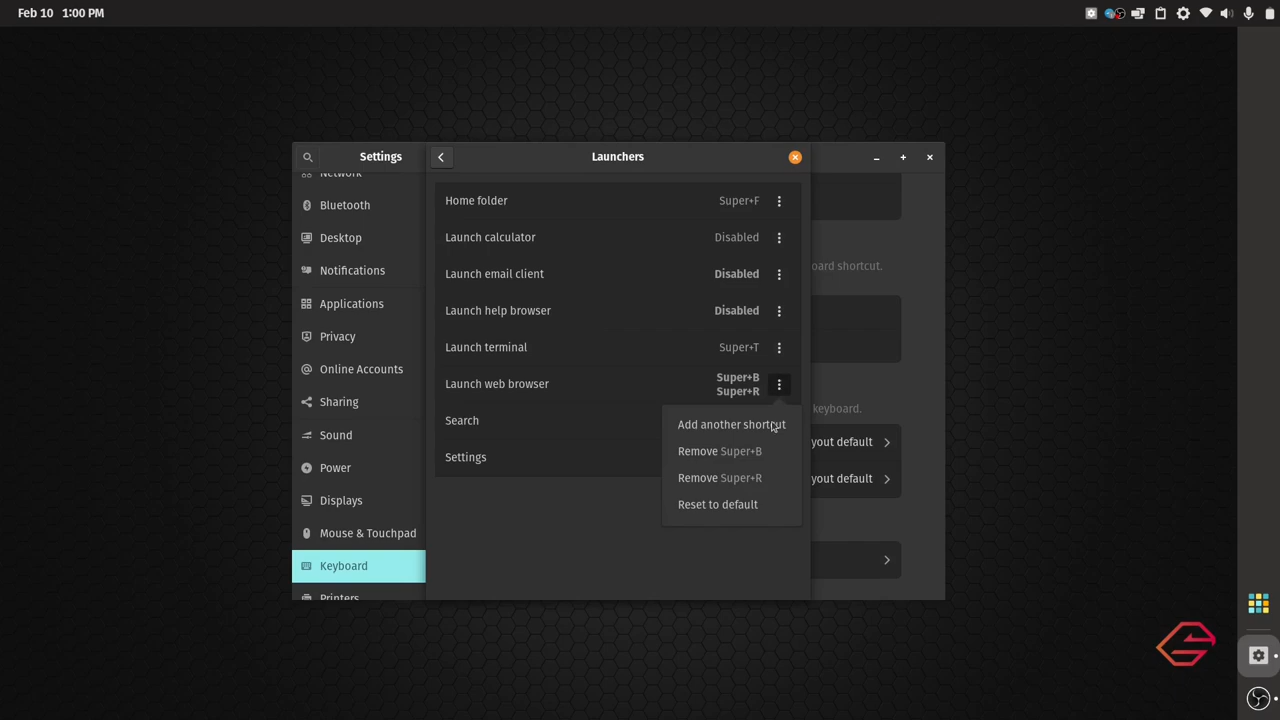 Feb 10 1:00 PM
Settings
Launchers
Network
Bluetooth
Desktop
Notifications
Applications
Privacy
Online Accounts
Sharing
Sound
Power
Displays
Mouse & Touchpad
Keyboard
Printers
Home folder Super+F
Launch calculator Disabled
Launch email client Disabled
Launch help browser Disabled
Launch terminal Super+T
Launch web browser Super+B
Super+R
Search
Settings
Add another shortcut
Remove Super+B
Remove Super+R
Reset to default
board shortcut.
keyboard.
yout default
yout default